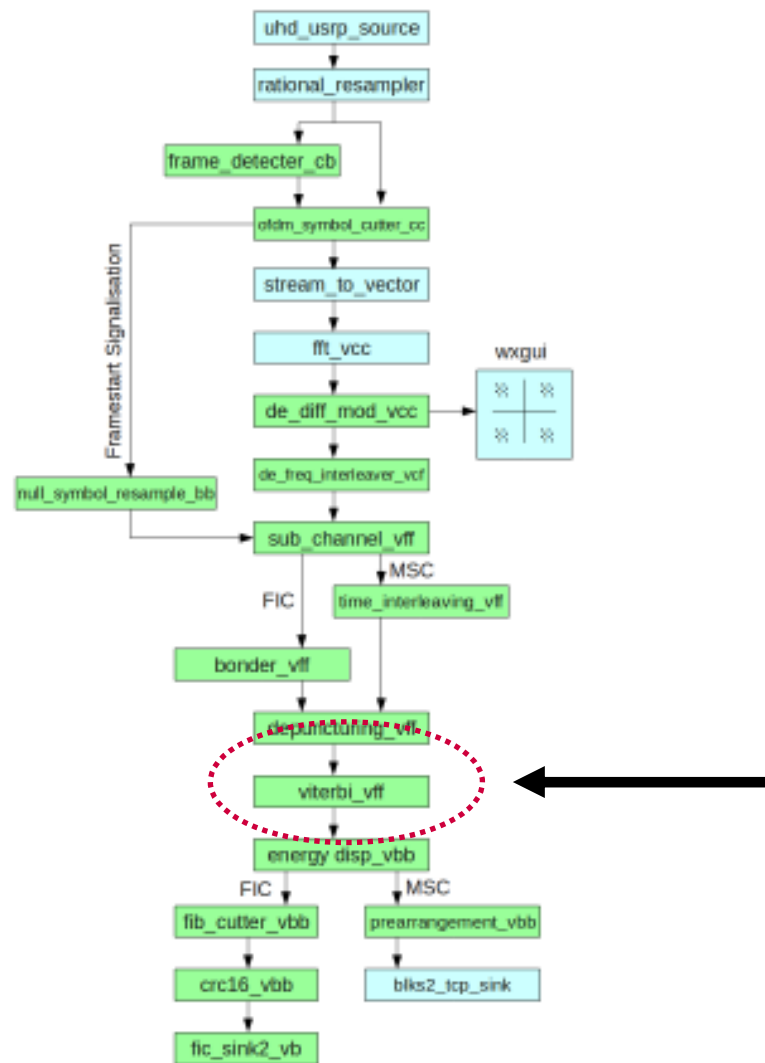 uhd_usrp_source
rational_resampler
frame_detecter_cb
ofdm_symbol_cutter_cc
Framestart Signalisation
stream_to_vector
fft_vcc
wxgui
de_diff_mod_vcc
de_freq_interleaver_vcf
null_symbol_resample_bb
sub_channel_vff
FIC
MSC
time_interleaving_vff
bonder_vff
depuncturing_vff
viterbi_vff
energy disp_vbb
FIC
MSC
fib_cutter_vbb
prearrangement_vbb
crc16_vbb
blks2_tcp_sink
fic_sink2_vb